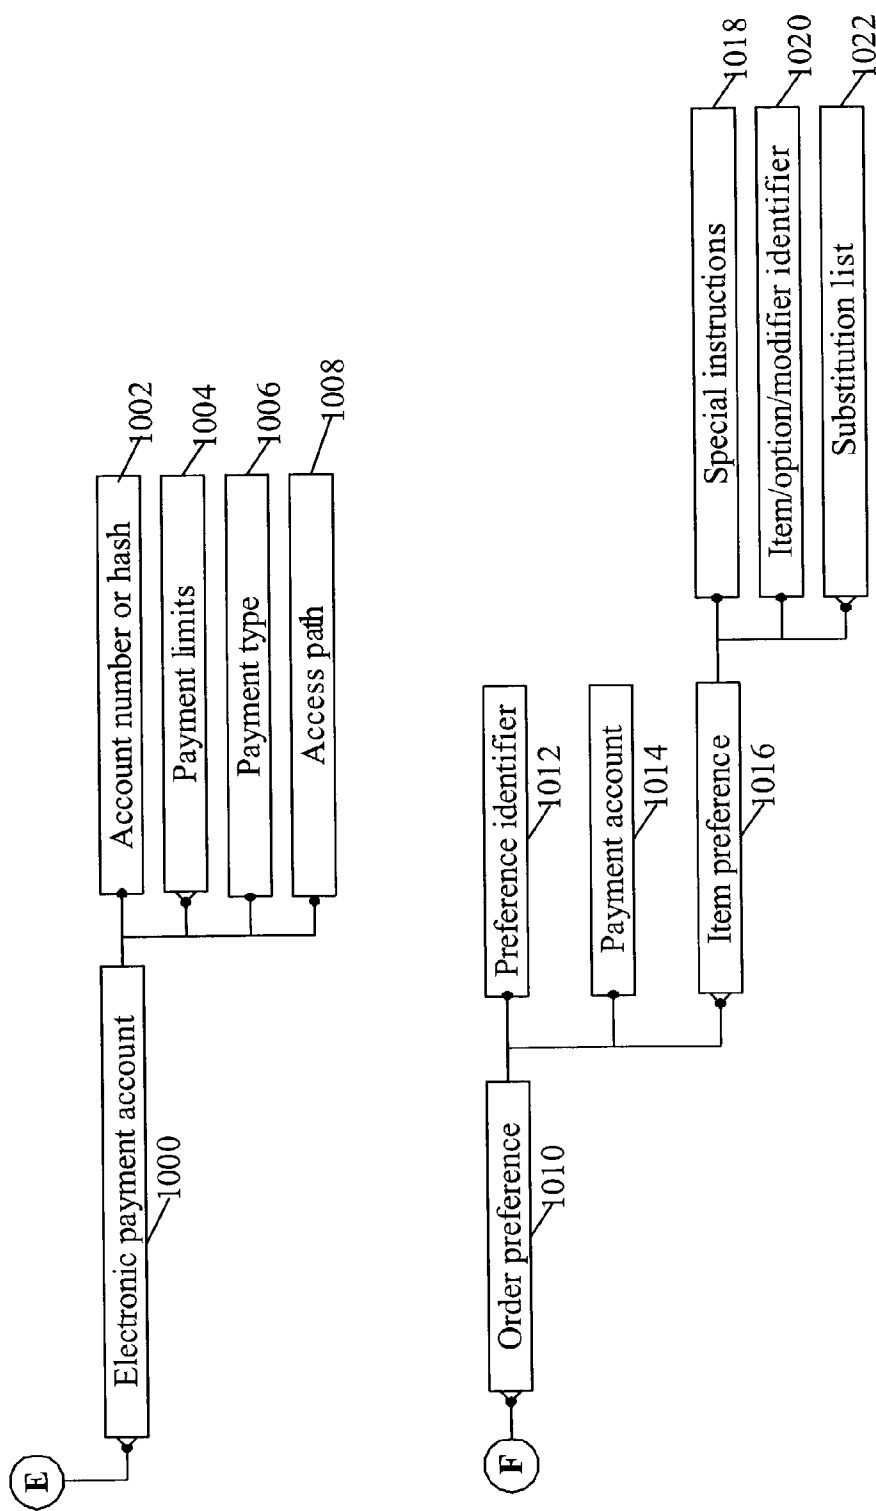 E
Electronic payment account
1000
Account number or hash
1002
Payment limits
1004
Payment type
1006
Access path
1008
F
Order preference
1010
Preference identifier
1012
Payment account
1014
Item preference
1016
Special instructions
1018
Item/option/modifier identifier
1020
Substitution list
1022